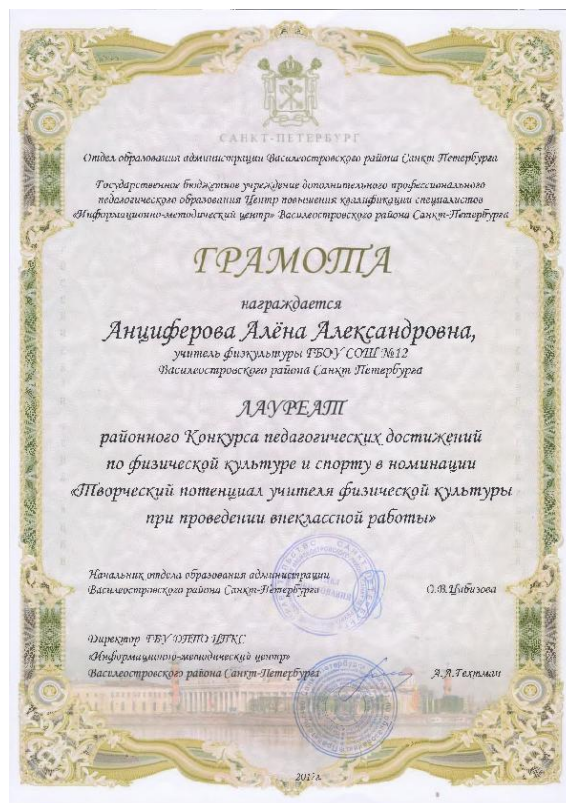 САНКТ-ПЕТЕРБУРГ
Отдел образования администрации Василеостровского района Санкт Петербурга
Государственное бюджетное учреждение дополнительного профессионального
педагогического образования Центр повышения квалификации специалистов
«Информационно-методический центр» Василеостровского района Санкт-Петербурга
ГРАМОТА
награждается
Анциферова Алёна Александровна,
учитель физкультуры ГБОУ СОШ №12
Василеостровского района Санкт Петербурга
ЛАУРЕАТ
районного Конкурса педагогических достижений
по физической культуре и спорту в номинации
«Творческий потенциал учителя физической культуры
при проведении внеклассной работы»
Начальник отдела образования администрации
Василеостровского района Санкт-Петербурга
О.В.Цибизова
Директор ГБУ ДППО ЦПКС
«Информационно-методический центр»
Василеостровского района Санкт-Петербурга
А.А.Гехтман